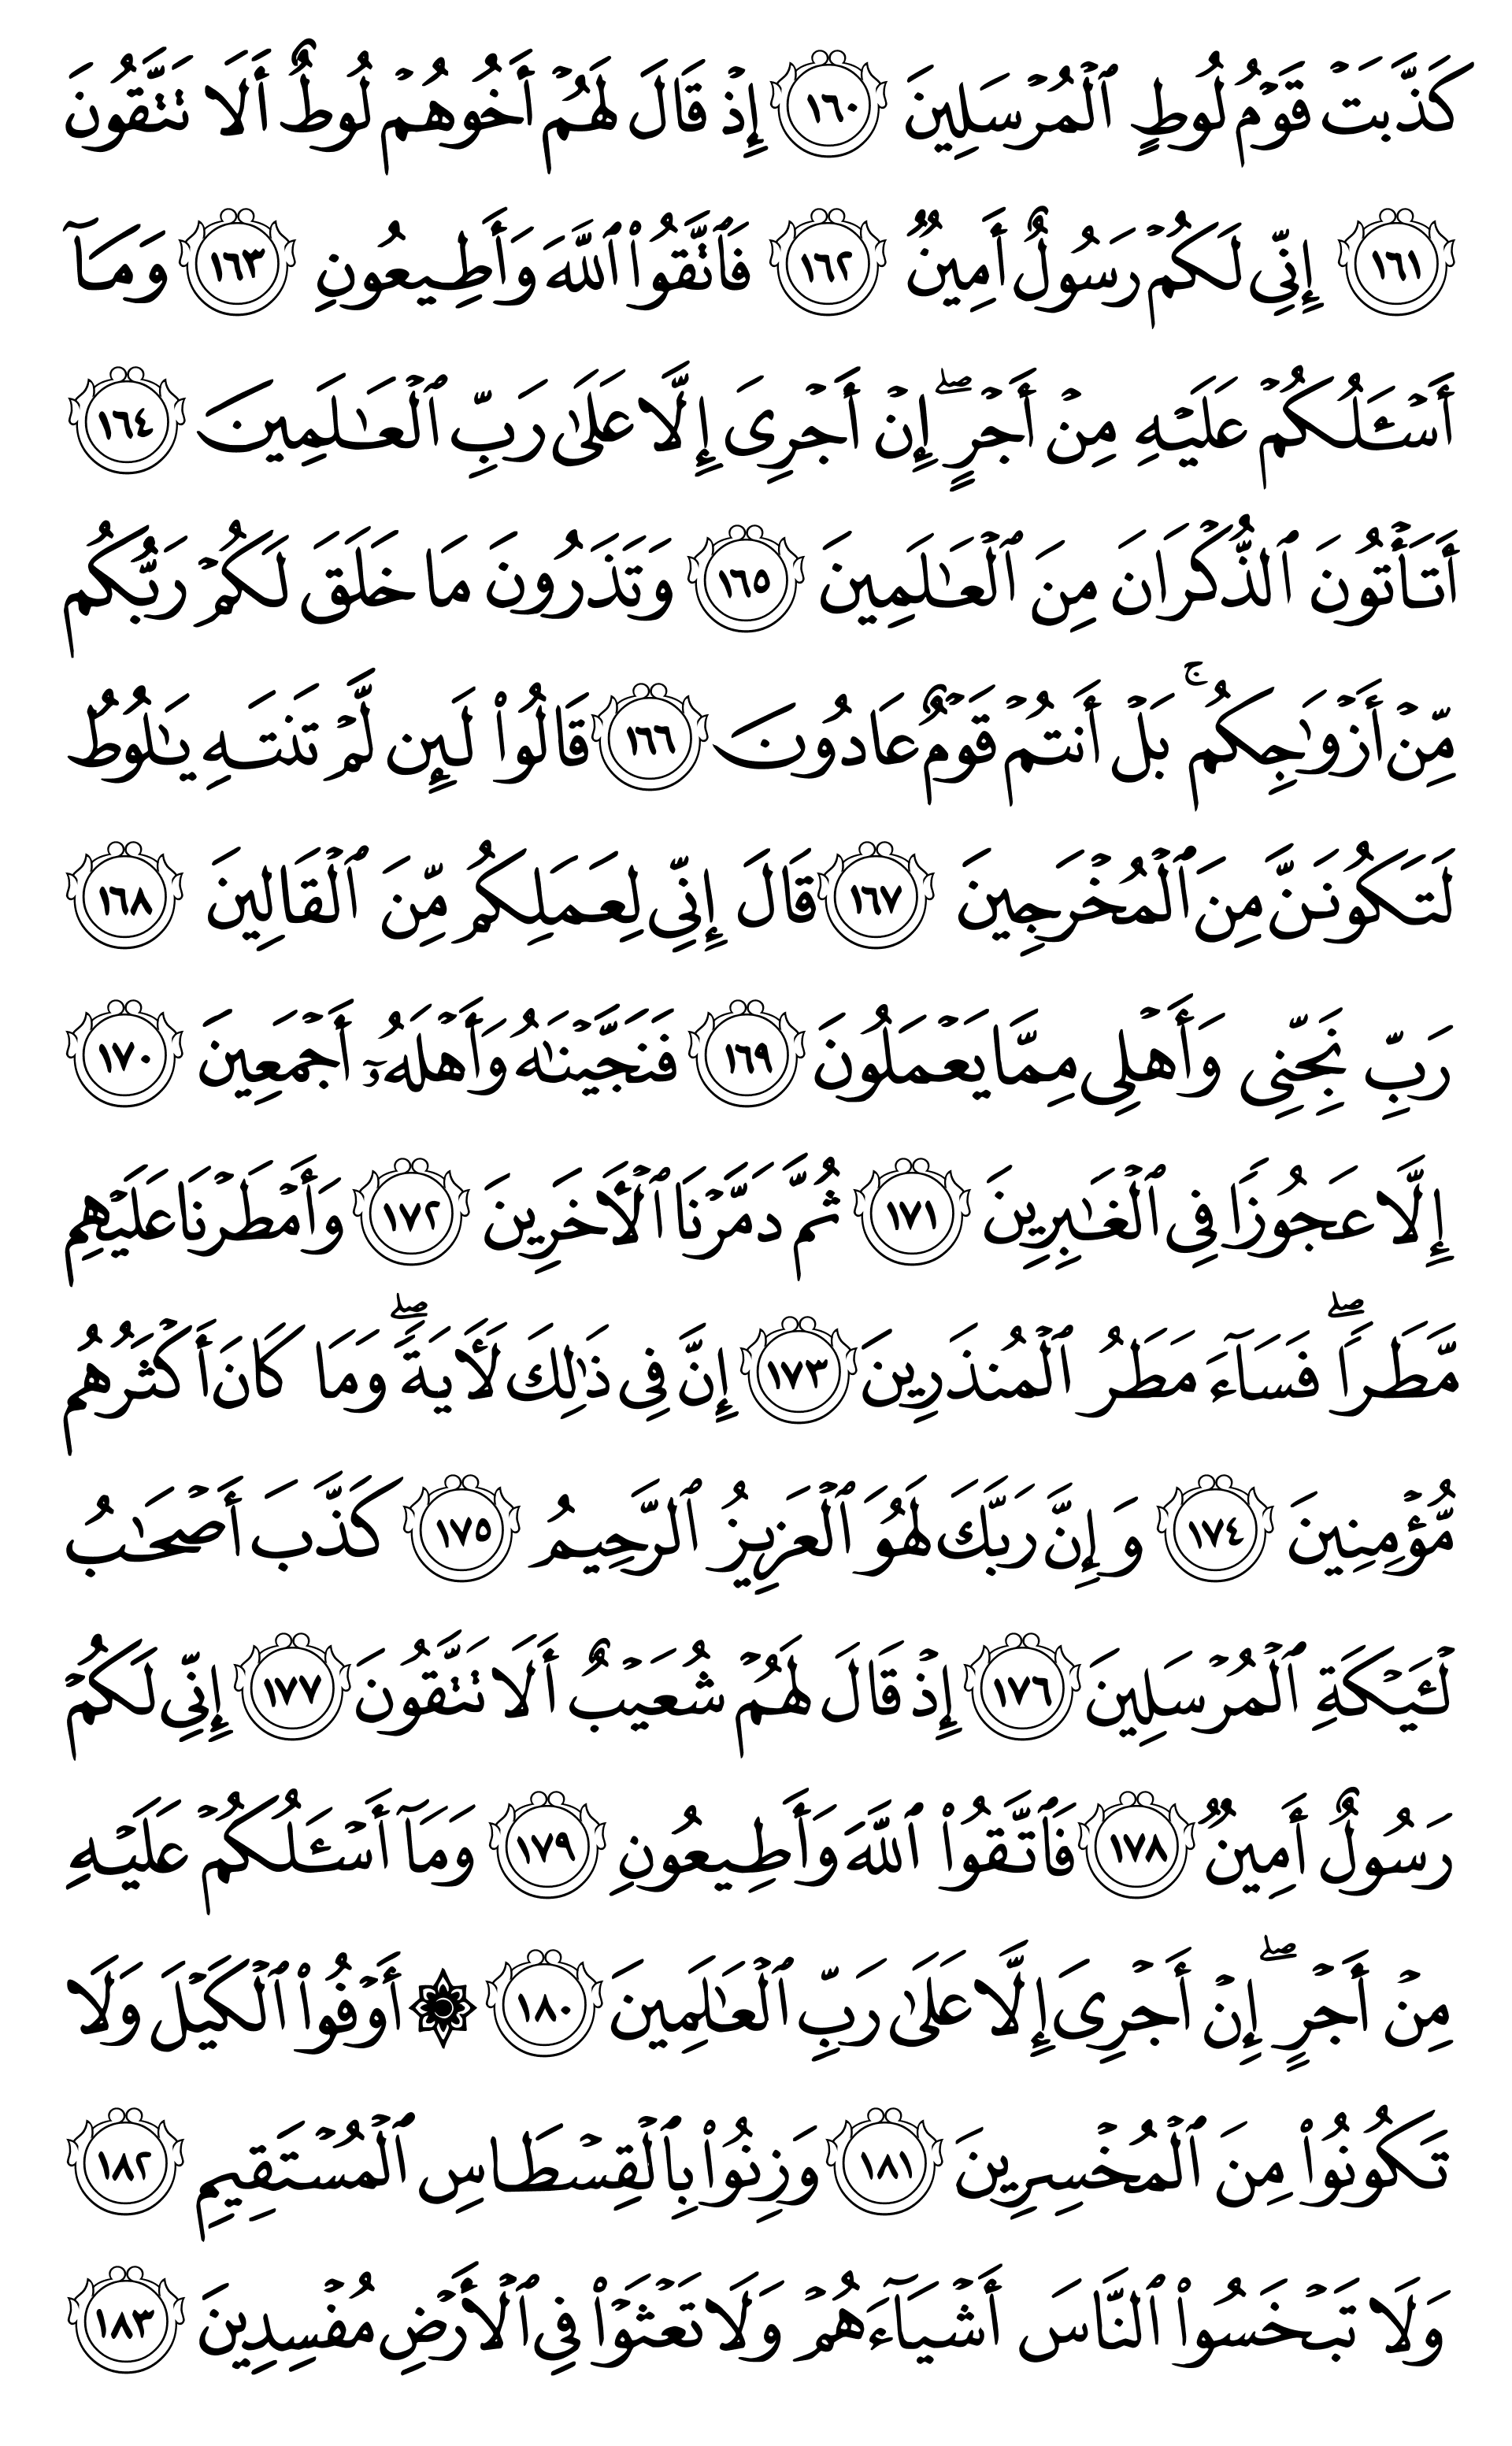 كَذَّبَتْ قَوْمُ لُوطٍ ٱلْمُرْسَلِينَ ١٦٠ إِذْ قَالَ لَهُمْ أَخُوهُمْ لُوطٌ أَلَا تَتَّقُونَ
١٦١ إِنِّى لَكُمْ رَسُولٌ أَمِينٌ ١٦٢ فَٱتَّقُوا۟ ٱللَّهَ وَأَطِيعُونِ ١٦٣ وَمَآ
أَسْـَٔلُكُمْ عَلَيْهِ مِنْ أَجْرٍ ۖ إِنْ أَجْرِىَ إِلَّا عَلَىٰ رَبِّ ٱلْعَـٰلَمِينَ ١٦٤
أَتَأْتُونَ ٱلذُّكْرَانَ مِنَ ٱلْعَـٰلَمِينَ ١٦٥ وَتَذَرُونَ مَا خَلَقَ لَكُمْ رَبُّكُم
مِّنْ أَزْوَٰجِكُم ۚ بَلْ أَنتُمْ قَوْمٌ عَادُونَ ١٦٦ قَالُوا۟ لَئِن لَّمْ تَنتَهِ يَـٰلُوطُ
لَتَكُونَنَّ مِنَ ٱلْمُخْرَجِينَ ١٦٧ قَالَ إِنِّى لِعَمَلِكُم مِّنَ ٱلْقَالِينَ ١٦٨
رَبِّ نَجِّنِى وَأَهْلِى مِمَّا يَعْمَلُونَ ١٦٩ فَنَجَّيْنَـٰهُ وَأَهْلَهُۥٓ أَجْمَعِينَ ١٧٠
إِلَّا عَجُوزًا فِى ٱلْغَـٰبِرِينَ ١٧١ ثُمَّ دَمَّرْنَا ٱلْـَٔاخَرِينَ ١٧٢ وَأَمْطَرْنَا عَلَيْهِم
مَّطَرًا ۖ فَسَآءَ مَطَرُ ٱلْمُنذَرِينَ ١٧٣ إِنَّ فِى ذَٰلِكَ لَـَٔايَةً ۖ وَمَا كَانَ أَكْثَرُهُم
مُّؤْمِنِينَ ١٧٤ وَإِنَّ رَبَّكَ لَهُوَ ٱلْعَزِيزُ ٱلرَّحِيمُ ١٧٥ كَذَّبَ أَصْحَـٰبُ
لْـَٔيْكَةِ ٱلْمُرْسَلِينَ ١٧٦ إِذْ قَالَ لَهُمْ شُعَيْبٌ أَلَا تَتَّقُونَ ١٧٧ إِنِّى لَكُمْ
رَسُولٌ أَمِينٌ ١٧٨ فَٱتَّقُوا۟ ٱللَّهَ وَأَطِيعُونِ ١٧٩ وَمَآ أَسْـَٔلُكُمْ عَلَيْهِ
مِنْ أَجْرٍ ۖ إِنْ أَجْرِىَ إِلَّا عَلَىٰ رَبِّ ٱلْعَـٰلَمِينَ ١٨٠ ۞ أَوْفُوا۟ ٱلْكَيْلَ وَلَا
تَكُونُوا۟ مِنَ ٱلْمُخْسِرِينَ ١٨١ وَزِنُوا۟ بِٱلْقِسْطَاسِ ٱلْمُسْتَقِيمِ ١٨٢
وَلَا تَبْخَسُوا۟ ٱلنَّاسَ أَشْيَآءَهُمْ وَلَا تَعْثَوْا۟ فِى ٱلْأَرْضِ مُفْسِدِينَ ١٨٣